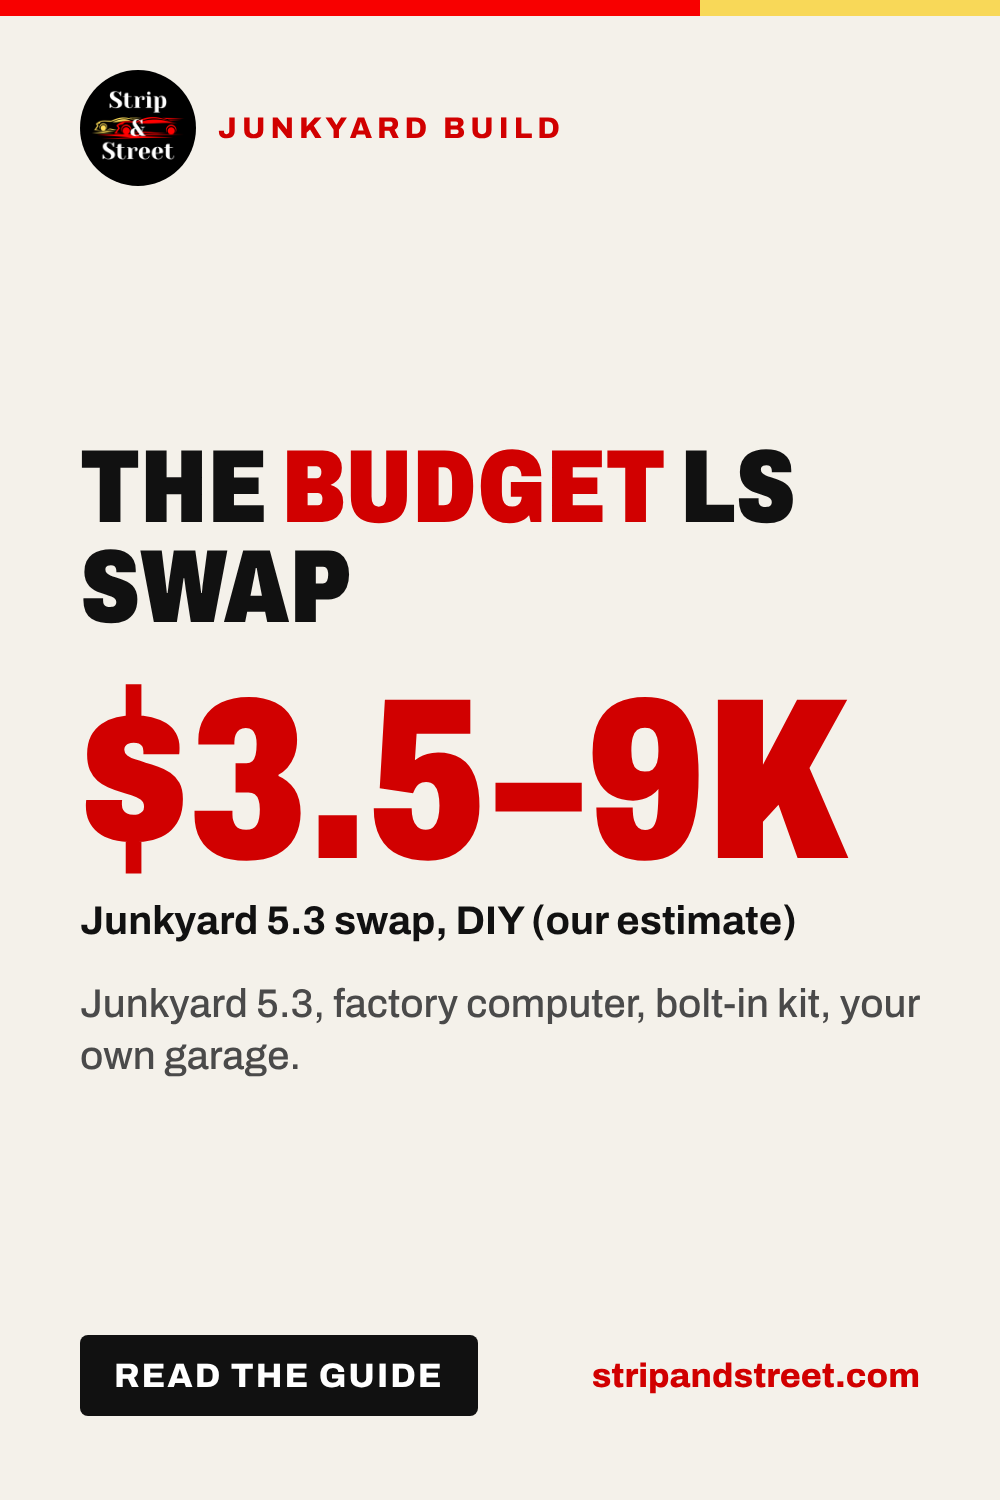 Strip
&
Street
JUNKYARD BUILD
THE BUDGET LS
SWAP
$3.5–9K
Junkyard 5.3 swap, DIY (our estimate)
Junkyard 5.3, factory computer, bolt-in kit, your
own garage.
READ THE GUIDE
stripandstreet.com